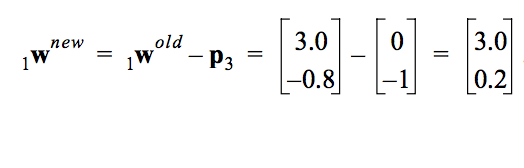 ₁w^new = ₁w^old – p₃ = [3.0 –0.8] – [0 –1] = [3.0 0.2]